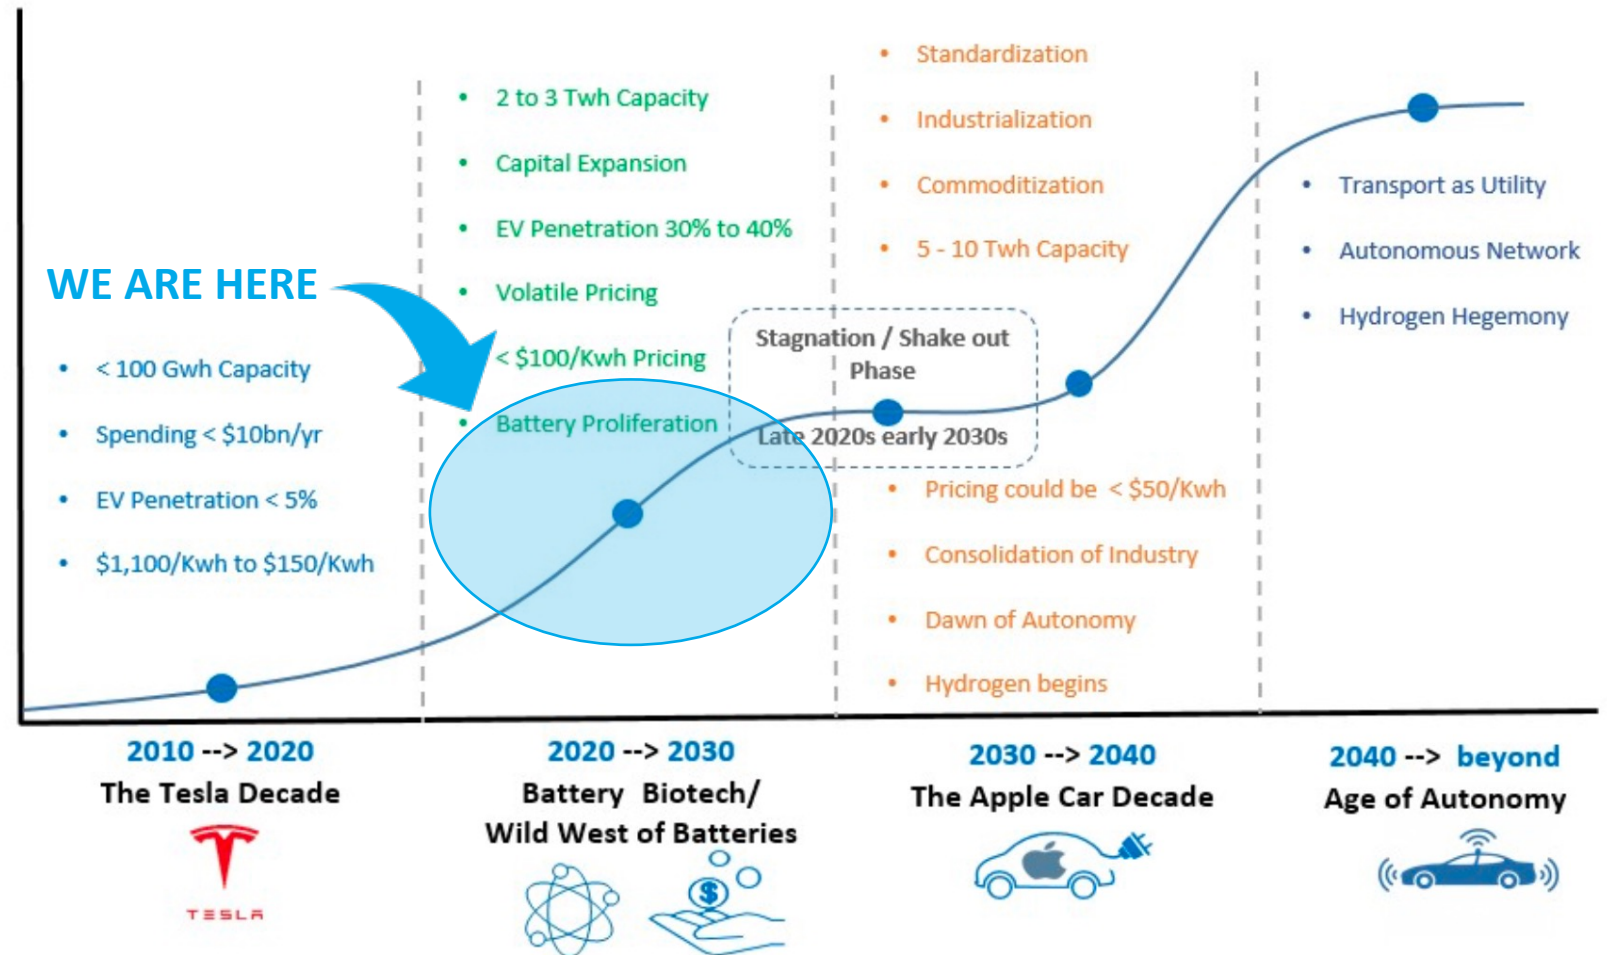 WE ARE HERE
• < 100 Gwh Capacity
• Spending < $10bn/yr
• EV Penetration < 5%
• $1,100/Kwh to $150/Kwh
• 2 to 3 Twh Capacity
• Capital Expansion
• EV Penetration 30% to 40%
• Volatile Pricing
< $100/Kwh Pricing
• Battery Proliferation
Stagnation / Shake out
Phase
Late 2020s early 2030s
• Standardization
• Industrialization
• Commoditization
• 5 - 10 Twh Capacity
• Pricing could be < $50/Kwh
• Consolidation of Industry
• Dawn of Autonomy
• Hydrogen begins
• Transport as Utility
• Autonomous Network
• Hydrogen Hegemony
2010 --> 2020
The Tesla Decade
TESLA
2020 --> 2030
Battery Biotech/
Wild West of Batteries
$
2030 --> 2040
The Apple Car Decade
2040 --> beyond
Age of Autonomy